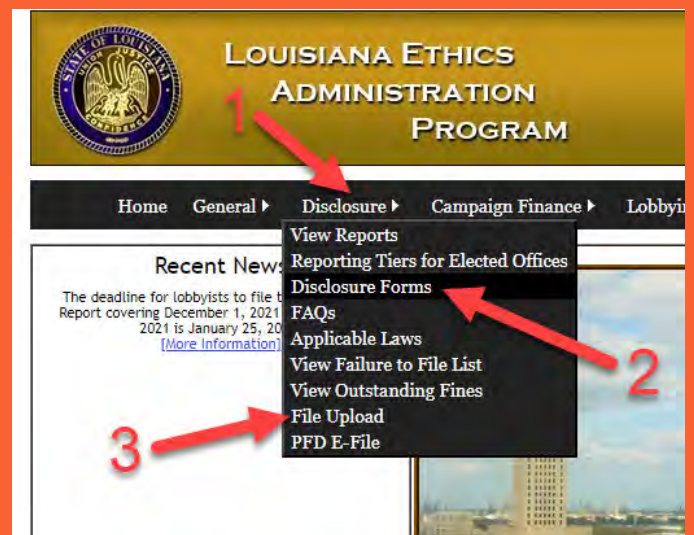 STATE OF LOUISIANA
UNION JUSTICE
CONFIDENCE
LOUISIANA ETHICS
ADMINISTRATION
PROGRAM
1
Home General Disclosure Campaign Finance Lobbyin
View Reports
Reporting Tiers for Elected Offices
Disclosure Forms
FAQs
Applicable Laws
View Failure to File List
View Outstanding Fines
File Upload
PFD E-File
2
3
Recent News
The deadline for lobbyists to file t
Report covering December 1, 2021
2021 is January 25, 20
[More Information]